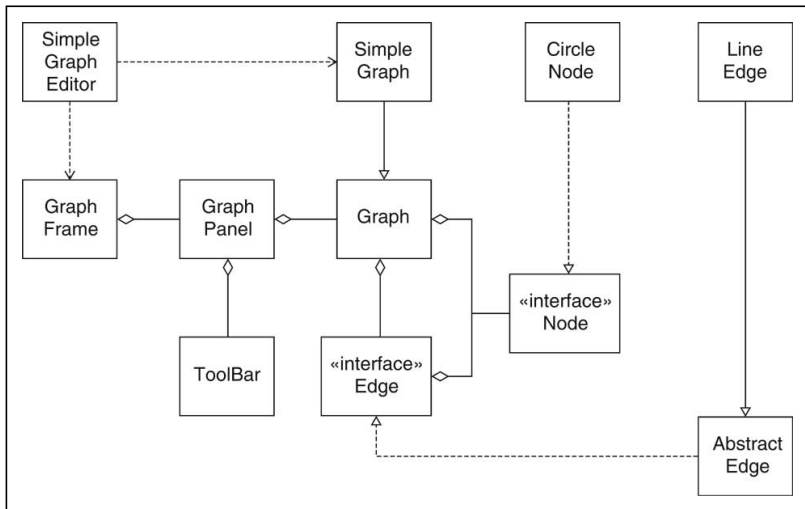 Simple
Graph
Editor
Simple
Graph
Circle
Node
Line
Edge
Graph
Frame
Graph
Panel
Graph
«interface»
Node
ToolBar
«interface»
Edge
Abstract
Edge